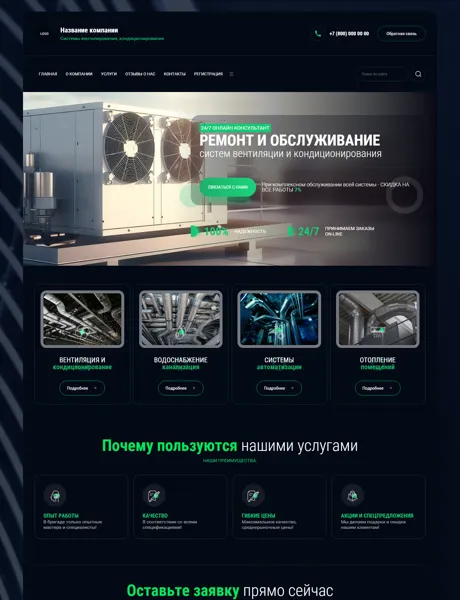 LOGO
Название компании
Системы вентилирования, кондиционирования
+7 (800) 000 00 00
Обратная связь
ГЛАВНАЯ О КОМПАНИИ УСЛУГИ ОТЗЫВЫ О НАС КОНТАКТЫ РЕГИСТРАЦИЯ
Поиск по сайту
24/7 ОНЛАЙН КОНСУЛЬТАНТ
РЕМОНТ И ОБСЛУЖИВАНИЕ
систем вентиляции и кондиционирования
СВЯЗАТЬСЯ С НАМИ
При комплексном обслуживании всей системы - СКИДКА НА
ВСЕ РАБОТЫ 7%
100% НАДЕЖНОСТЬ
24/7 ПРИНИМАЕМ ЗАКАЗЫ
ON-LINE
ВЕНТИЛЯЦИЯ И
кондиционирование
Подробнее
ВОДОСНАБЖЕНИЕ
канализация
Подробнее
СИСТЕМЫ
автоматизации
Подробнее
ОТОПЛЕНИЕ
помещений
Подробнее
Почему пользуются нашими услугами
НАШИ ПРЕИМУЩЕСТВА
ОПЫТ РАБОТЫ
В бригаде только опытные
мастера и специалисты!
КАЧЕСТВО
В соответствии со всеми
спецификациями!
ГИБКИЕ ЦЕНЫ
Максимальное качество,
среднерыночные цены!
АКЦИИ И СПЕЦПРЕДЛОЖЕНИЯ
Мы делаем подарки и скидки
нашим клиентам!
Оставьте заявку прямо сейчас